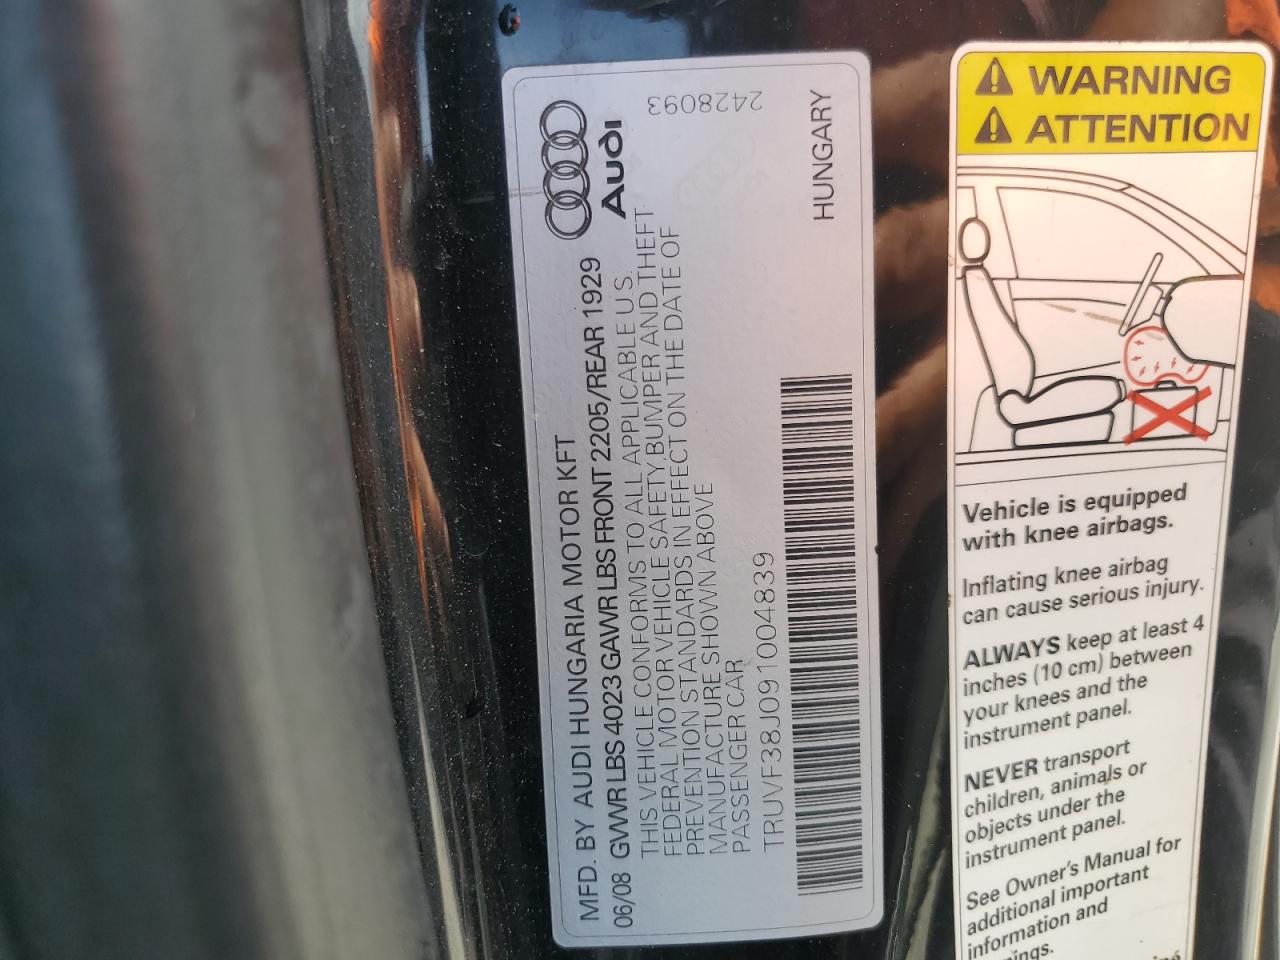 Audi
2428093
MFD. BY AUDI HUNGARIA MOTOR KFT
06/08 GVWR LBS 4023 GAWR LBS FRONT 2205/REAR 1929
THIS VEHICLE CONFORMS TO ALL APPLICABLE U.S.
FEDERAL MOTOR VEHICLE SAFETY, BUMPER AND THEFT
PREVENTION STANDARDS IN EFFECT ON THE DATE OF
MANUFACTURE SHOWN ABOVE
PASSENGER CAR
TRUVF38J091004839
HUNGARY
WARNING
ATTENTION
Vehicle is equipped
with knee airbags.
Inflating knee airbag
can cause serious injury.
ALWAYS keep at least 4
inches (10 cm) between
your knees and the
instrument panel.
NEVER transport
children, animals or
objects under the
instrument panel.
See Owner's Manual for
additional important
information and